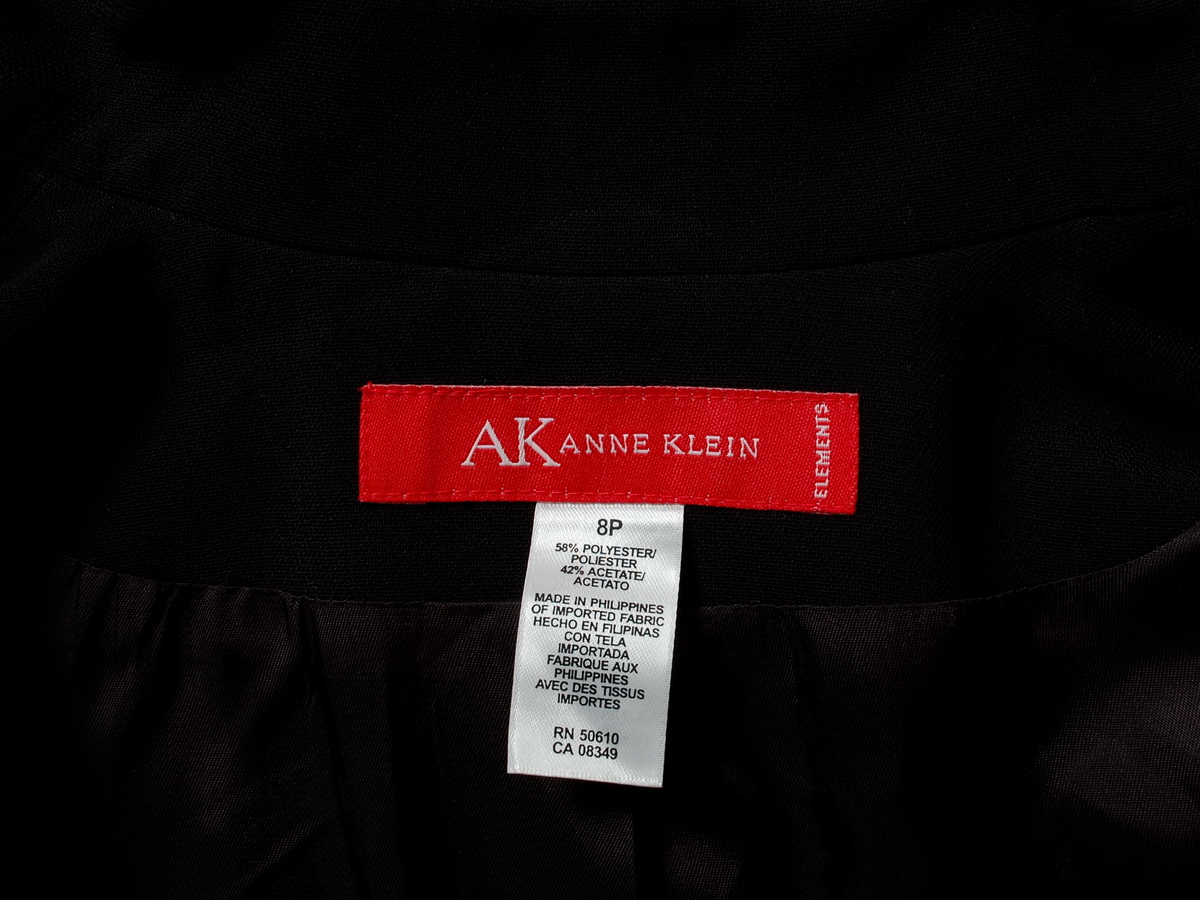 AK ANNE KLEIN
ELEMENTS
8P
58% POLYESTER/
POLIESTER
42% ACETATE/
ACETATO
MADE IN PHILIPPINES
OF IMPORTED FABRIC
HECHO EN FILIPINAS
CON TELA
IMPORTADA
FABRIQUE AUX
PHILIPPINES
AVEC DES TISSUS
IMPORTES
RN 50610
CA 08349